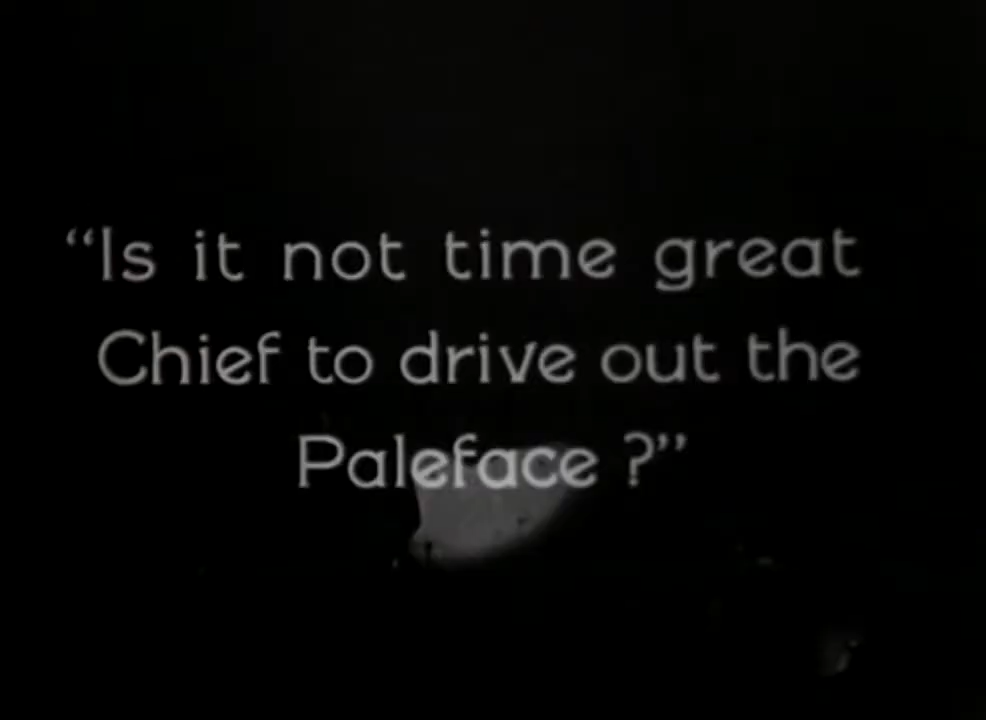 “Is it not time great
Chief to drive out the
Paleface ?”